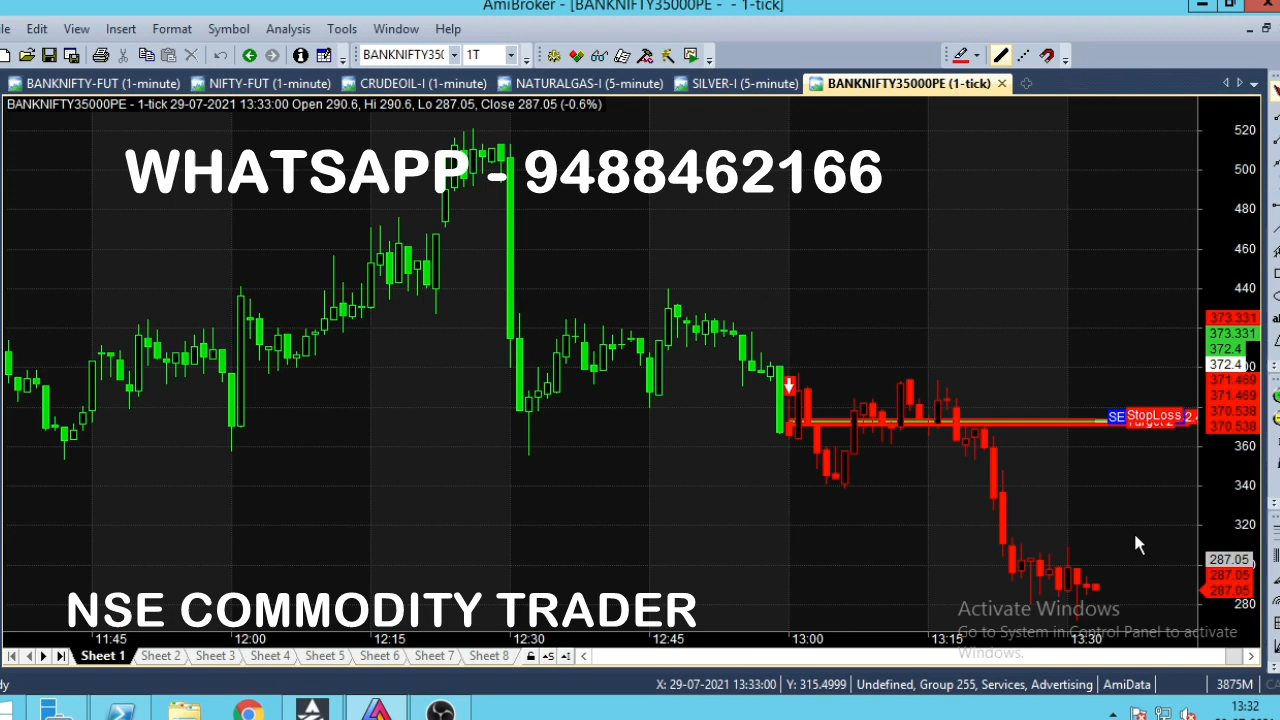 AmiBroker - [BANKNIFTY35000PE - - 1-tick]
Edit View Insert Format Symbol Analysis Tools Window Help
BANKNIFTY35( 1T
BANKNIFTY-FUT (1-minute) NIFTY-FUT (1-minute) CRUDEOIL-I (1-minute) NATURALGAS-I (5-minute) SILVER-I (5-minute) BANKNIFTY35000PE (1-tick)
BANKNIFTY35000PE - 1-tick 29-07-2021 13:33:00 Open 290.6, Hi 290.6, Lo 287.05, Close 287.05 (-0.6%)
520
WHATSAPP - 9488462166
500
480
460
440
373.331
373.331
372.4
372.4
371.469
371.469
370.538
370.538
SE StopLoss
360
340
320
287.05
287.05
287.05
280
NSE COMMODITY TRADER
Activate Windows
Go to System in Control Panel to activate
Windows.
11:45 12:00 12:15 12:30 12:45 13:00 13:15 13:30
Sheet 1 Sheet 2 Sheet 3 Sheet 4 Sheet 5 Sheet 6 Sheet 7 Sheet 8
X: 29-07-2021 13:33:00 Y: 315.4999 Undefined, Group 255, Services, Advertising AmiData 3875M
13:32